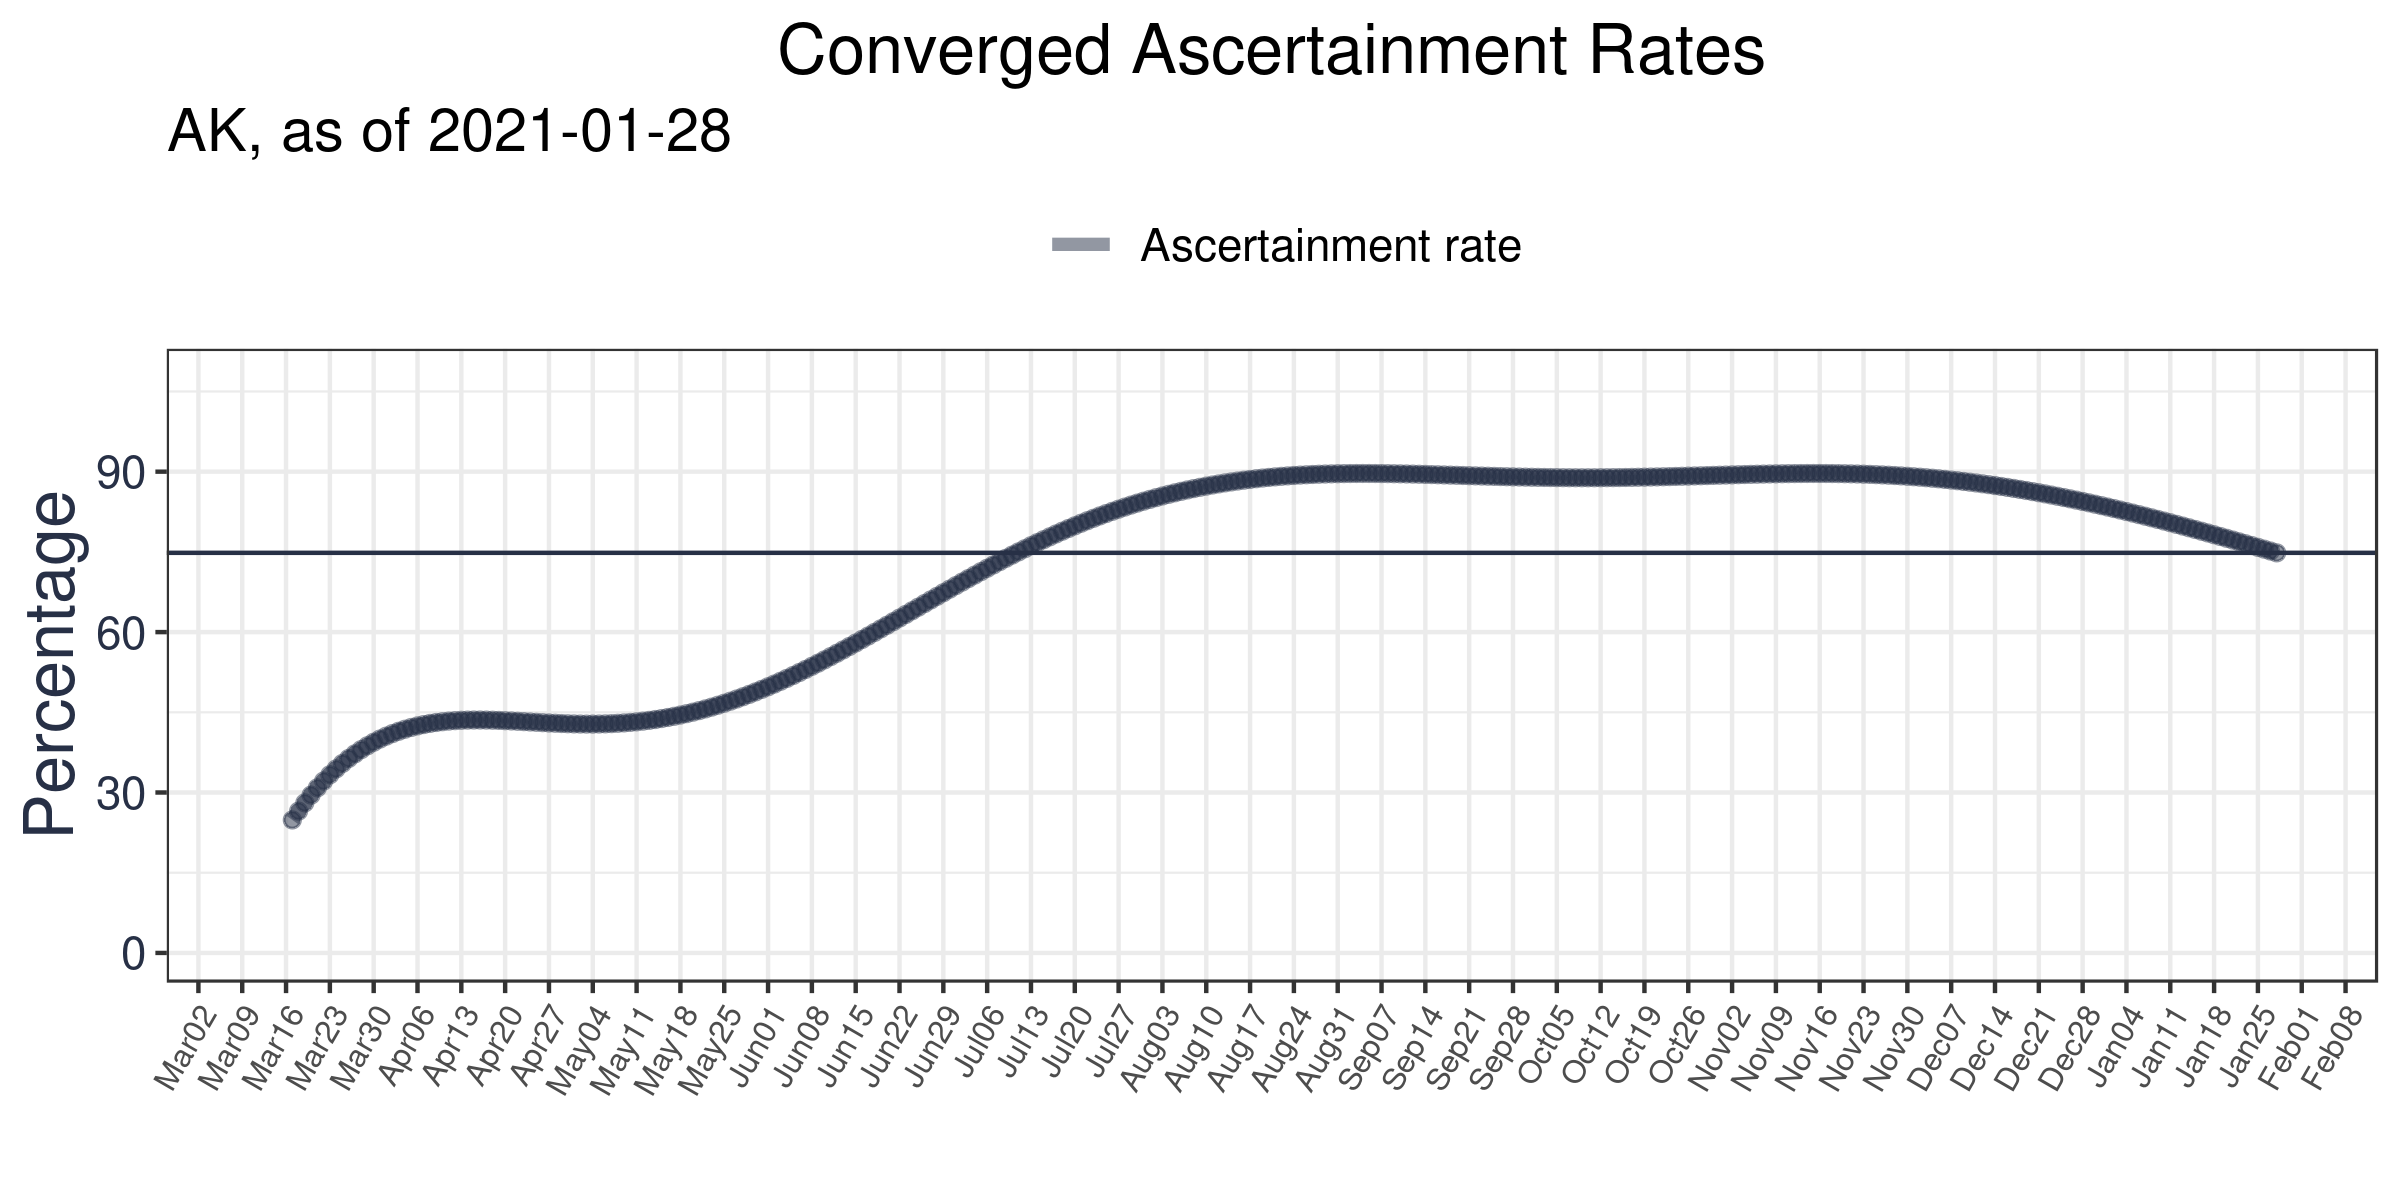 Converged Ascertainment Rates
AK, as of 2021-01-28
Ascertainment rate
Percentage
90
60
30
0
Mar02 Mar09 Mar16 Mar23 Mar30 Apr06 Apr13 Apr20 Apr27 May04 May11 May18 May25 Jun01 Jun08 Jun15 Jun22 Jun29 Jul06 Jul13 Jul20 Jul27 Aug03 Aug10 Aug17 Aug24 Aug31 Sep07 Sep14 Sep21 Sep28 Oct05 Oct12 Oct19 Oct26 Nov02 Nov09 Nov16 Nov23 Nov30 Dec07 Dec14 Dec21 Dec28 Jan04 Jan11 Jan18 Jan25 Feb01 Feb08